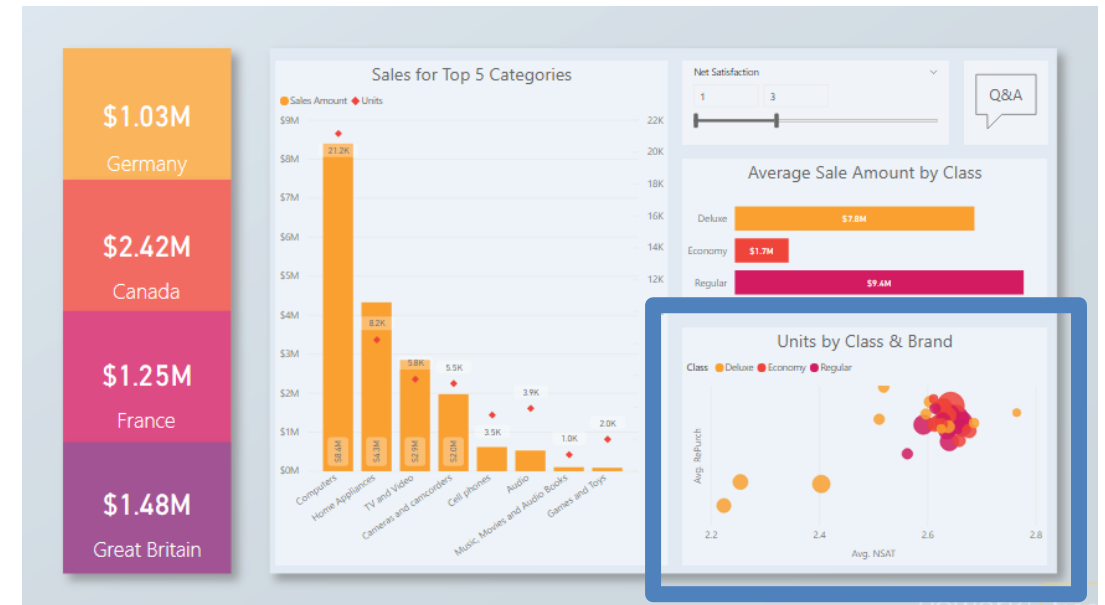 $1.03M
Germany
$2.42M
Canada
$1.25M
France
$1.48M
Great Britain
Sales for Top 5 Categories
Sales Amount Units
$9M
$8M
$7M
$6M
$5M
$4M
$3M
$2M
$1M
$0M
22K
20K
18K
16K
14K
12K
21.2K
8.2K
5.8K
5.5K
3.5K
3.9K
1.0K
2.0K
$8.4M
$4.3M
$2.9M
$2.0M
Computers
Home Appliances
TV and Video
Cameras and camcorders
Cell phones
Audio
Music, Movies and Audio Books
Games and Toys
Net Satisfaction
1 3
Q&A
Average Sale Amount by Class
Deluxe $7.8M
Economy $1.7M
Regular $9.4M
Units by Class & Brand
Class Deluxe Economy Regular
Avg. RePurch
2.2 2.4 2.6 2.8
Avg. NSAT